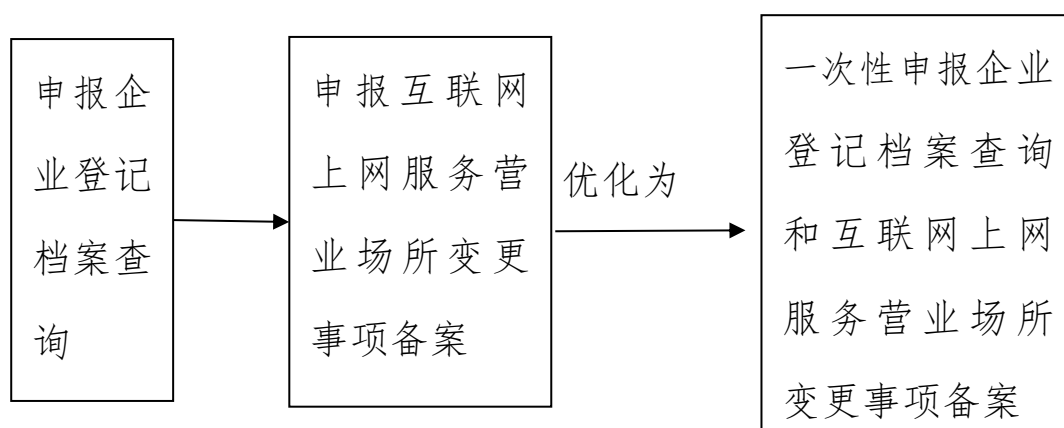 申报企
业登记
档案查
询
申报互联网
上网服务营
业场所变更
事项备案
优化为
一次性申报企业
登记档案查询
和互联网上网
服务营业场所
变更事项备案